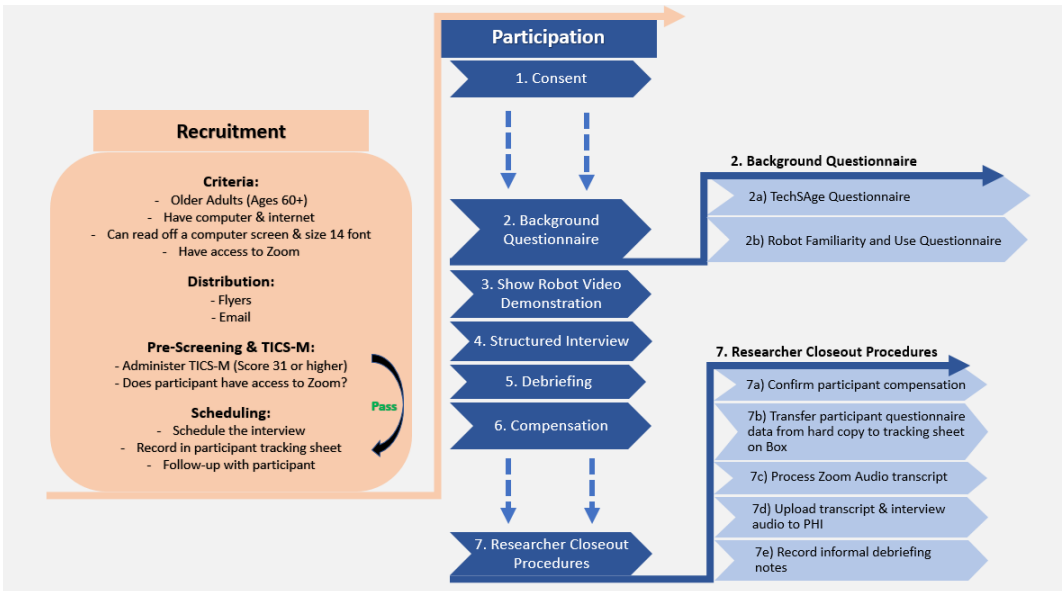 Recruitment
Criteria:
- Older Adults (Ages 60+)
- Have computer & internet
- Can read off a computer screen & size 14 font
- Have access to Zoom
Distribution:
- Flyers
- Email
Pre-Screening & TICS-M:
- Administer TICS-M (Score 31 or higher)
- Does participant have access to Zoom?
Pass
Scheduling:
- Schedule the interview
- Record in participant tracking sheet
- Follow-up with participant
Participation
1. Consent
2. Background
Questionnaire
3. Show Robot Video
Demonstration
4. Structured Interview
5. Debriefing
6. Compensation
7. Researcher Closeout
Procedures
2. Background Questionnaire
2a) TechSAge Questionnaire
2b) Robot Familiarity and Use Questionnaire
7. Researcher Closeout Procedures
7a) Confirm participant compensation
7b) Transfer participant questionnaire
data from hard copy to tracking sheet
on Box
7c) Process Zoom Audio transcript
7d) Upload transcript & interview
audio to PHI
7e) Record informal debriefing
notes